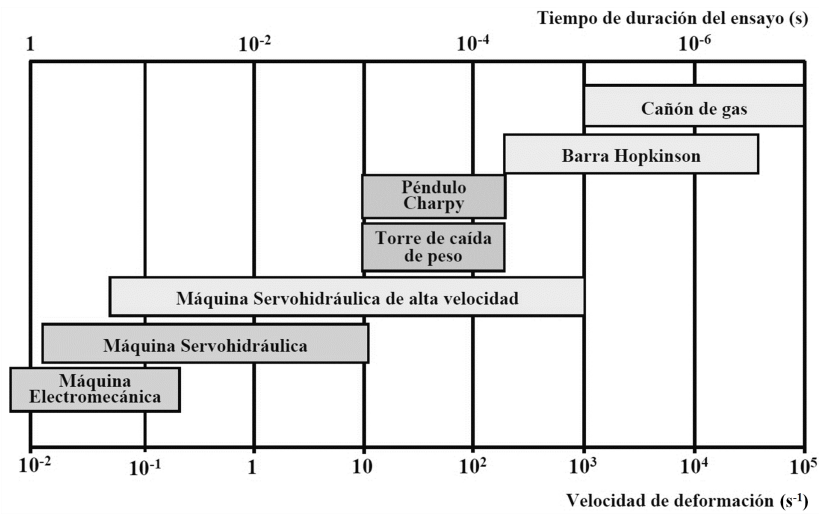 Tiempo de duración del ensayo (s)
1 10⁻² 10⁻⁴ 10⁻⁶
Cañón de gas
Barra Hopkinson
Péndulo
Charpy
Torre de caída
de peso
Máquina Servohidráulica de alta velocidad
Máquina Servohidráulica
Máquina
Electromecánica
10⁻² 10⁻¹ 1 10 10² 10³ 10⁴ 10⁵
Velocidad de deformación (s⁻¹)